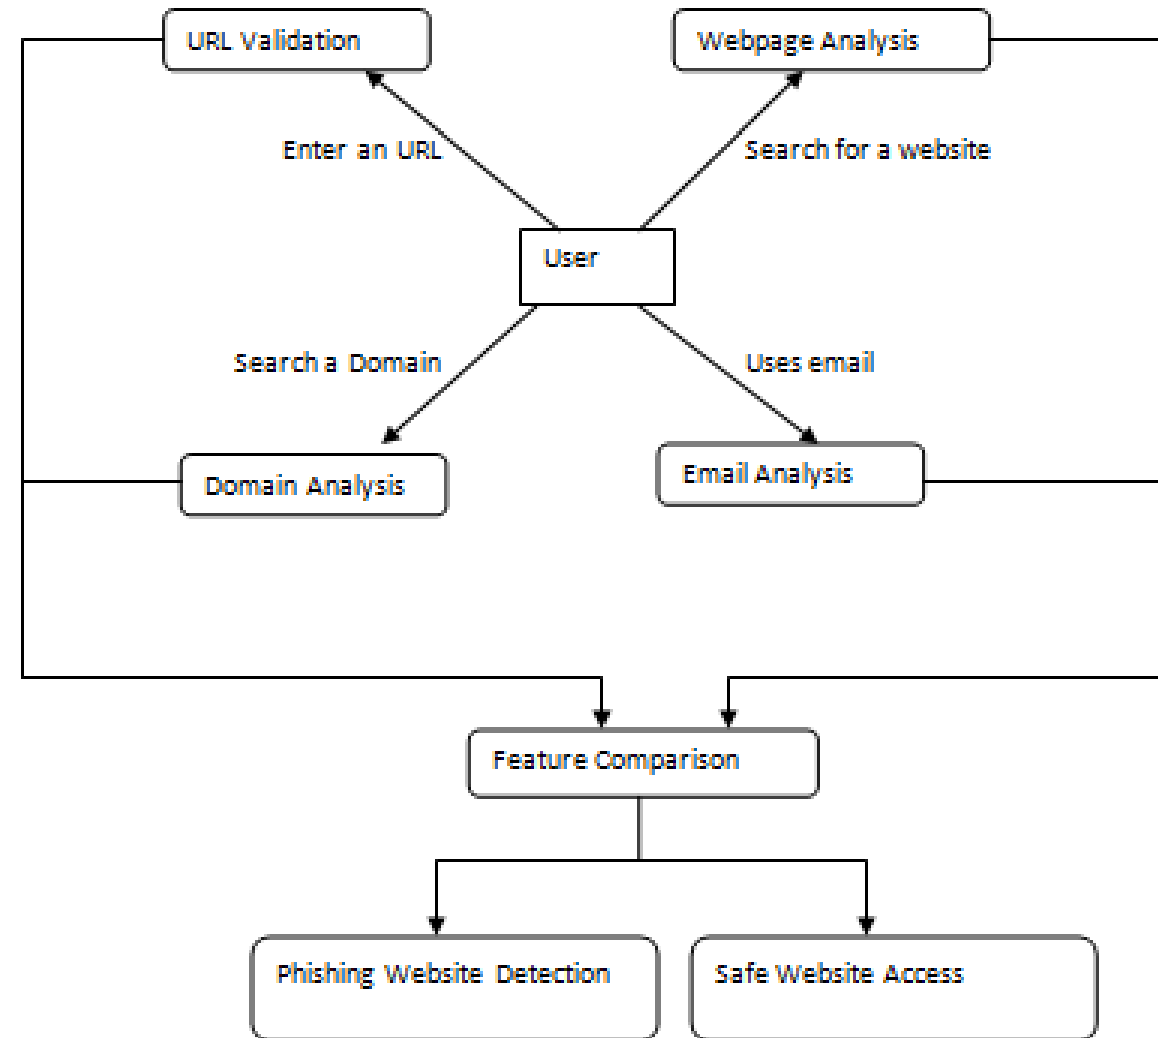 URL Validation
Webpage Analysis
Enter an URL
Search for a website
User
Search a Domain
Uses email
Domain Analysis
Email Analysis
Feature Comparison
Phishing Website Detection
Safe Website Access